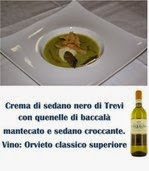 Crema di sedano nero di Trevi
con quenelle di baccalà
mantecato e sedano croccante.
Vino: Orvieto classico superiore